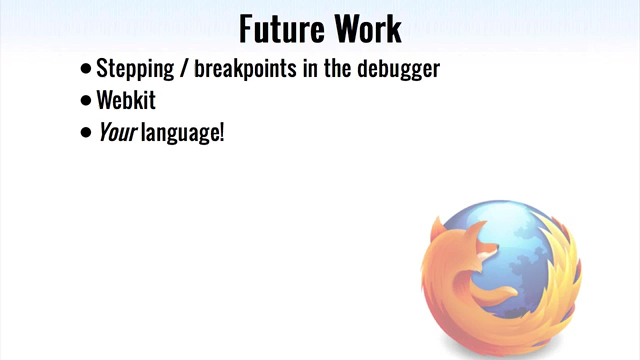 Future Work
• Stepping / breakpoints in the debugger
• Webkit
• Your language!